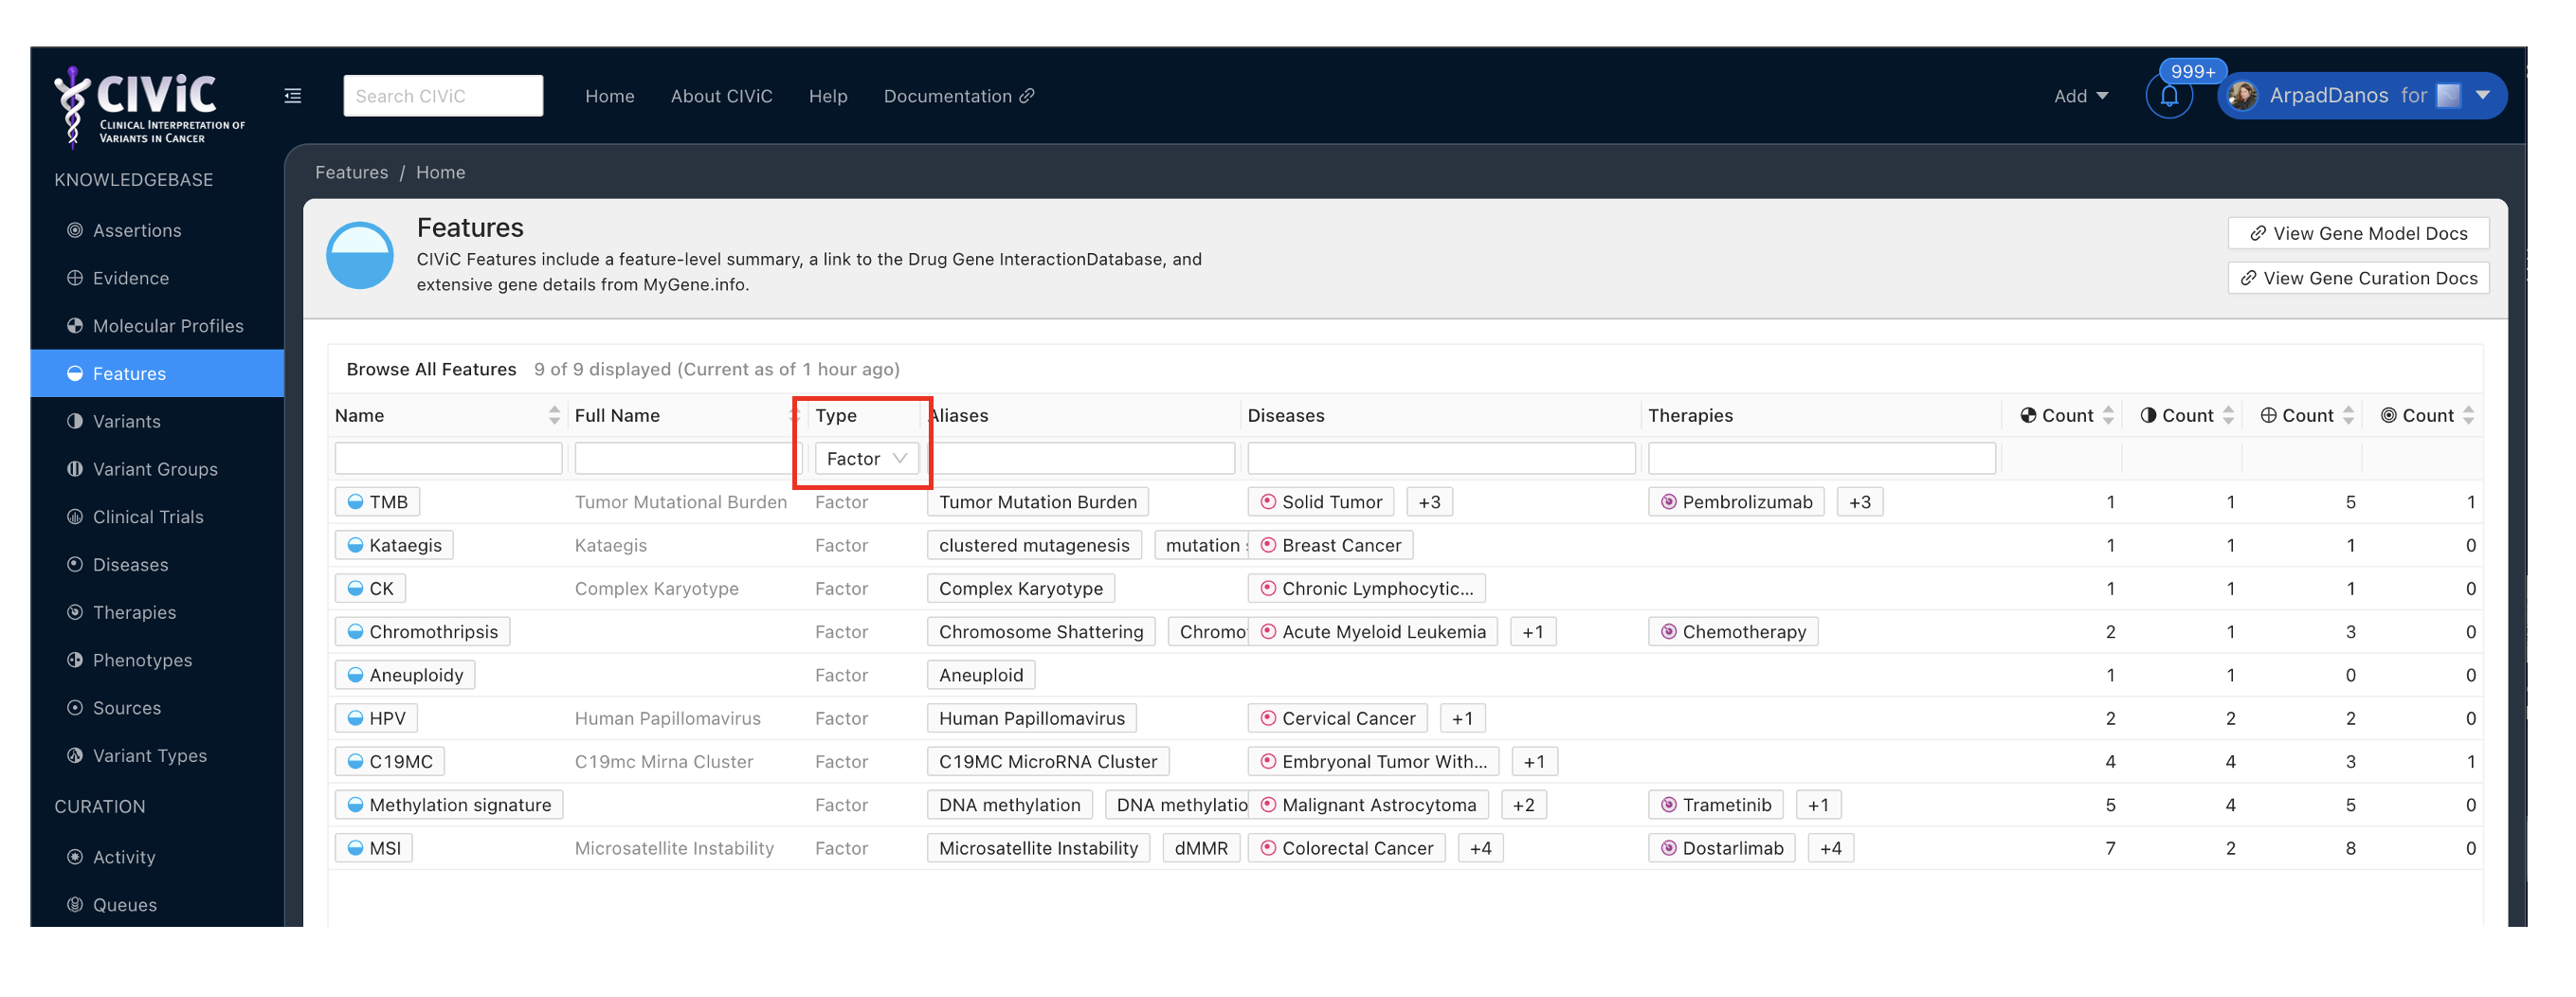 CIViC
CLINICAL INTERPRETATION OF
VARIANTS IN CANCER
Search CIViC
Home About CIViC Help Documentation
Add 999+ ArpadDanos for
KNOWLEDGEBASE
Assertions
Evidence
Molecular Profiles
Features
Variants
Variant Groups
Clinical Trials
Diseases
Therapies
Phenotypes
Sources
Variant Types
CURATION
Activity
Queues
Features / Home
Features
CIViC Features include a feature-level summary, a link to the Drug Gene InteractionDatabase, and
extensive gene details from MyGene.info.
View Gene Model Docs
View Gene Curation Docs
Browse All Features 9 of 9 displayed (Current as of 1 hour ago)
Name Full Name Type Aliases Diseases Therapies Count Count Count Count
Factor
TMB Tumor Mutational Burden Factor Tumor Mutation Burden Solid Tumor +3 Pembrolizumab +3 1 1 5 1
Kataegis Kataegis Factor clustered mutagenesis mutation Breast Cancer 1 1 1 0
CK Complex Karyotype Factor Complex Karyotype Chronic Lymphocytic... 1 1 1 0
Chromothripsis Factor Chromosome Shattering Chromo Acute Myeloid Leukemia +1 Chemotherapy 2 1 3 0
Aneuploidy Factor Aneuploid 1 1 0 0
HPV Human Papillomavirus Factor Human Papillomavirus Cervical Cancer +1 2 2 2 0
C19MC C19mc Mirna Cluster Factor C19MC MicroRNA Cluster Embryonal Tumor With... +1 4 4 3 1
Methylation signature Factor DNA methylation DNA methylatio Malignant Astrocytoma +2 Trametinib +1 5 4 5 0
MSI Microsatellite Instability Factor Microsatellite Instability dMMR Colorectal Cancer +4 Dostarlimab +4 7 2 8 0